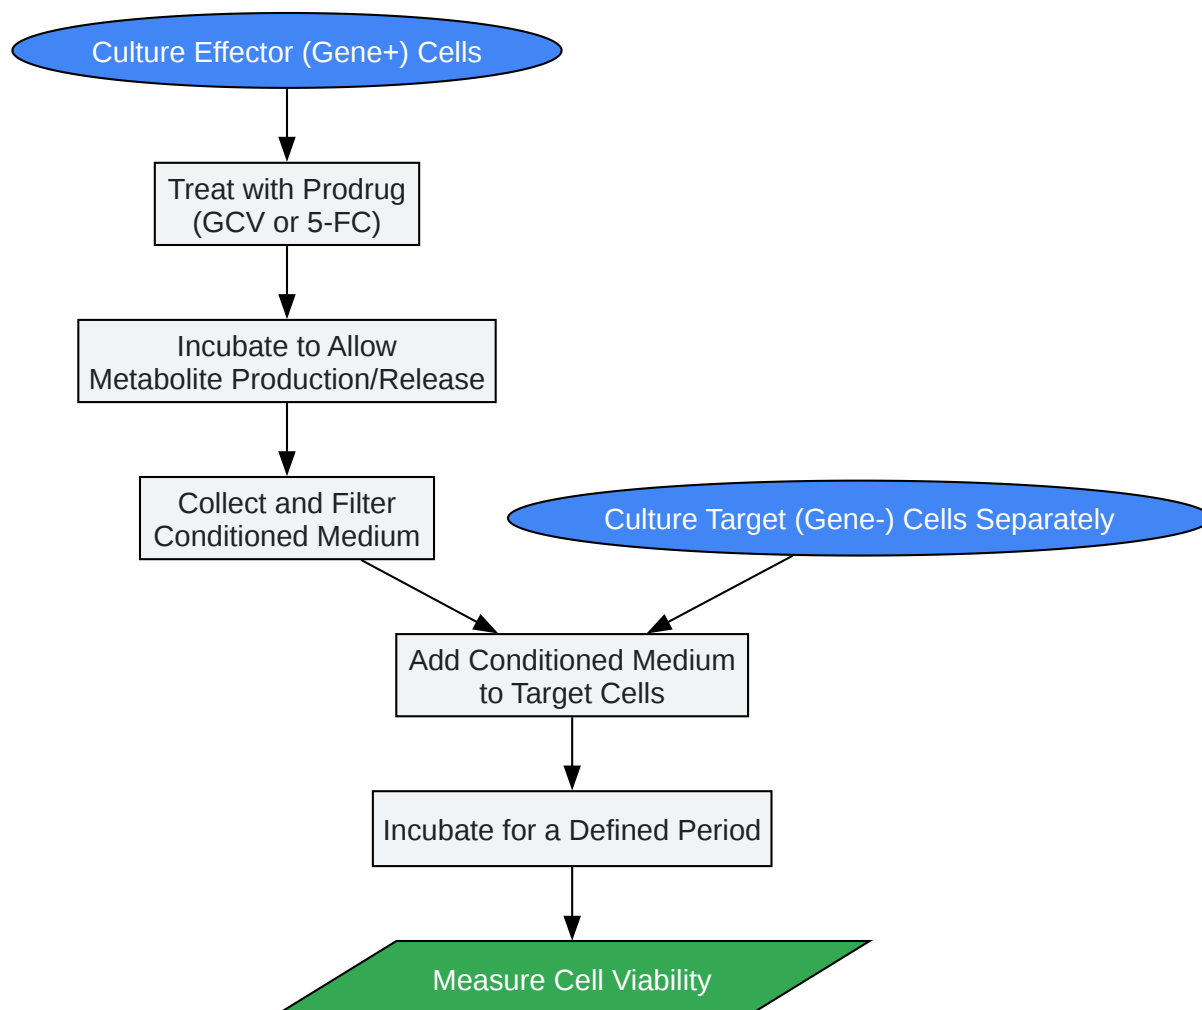 Culture Effector (Gene+) Cells
Treat with Prodrug
(GCV or 5-FC)
Incubate to Allow
Metabolite Production/Release
Collect and Filter
Conditioned Medium
Culture Target (Gene-) Cells Separately
Add Conditioned Medium
to Target Cells
Incubate for a Defined Period
Measure Cell Viability